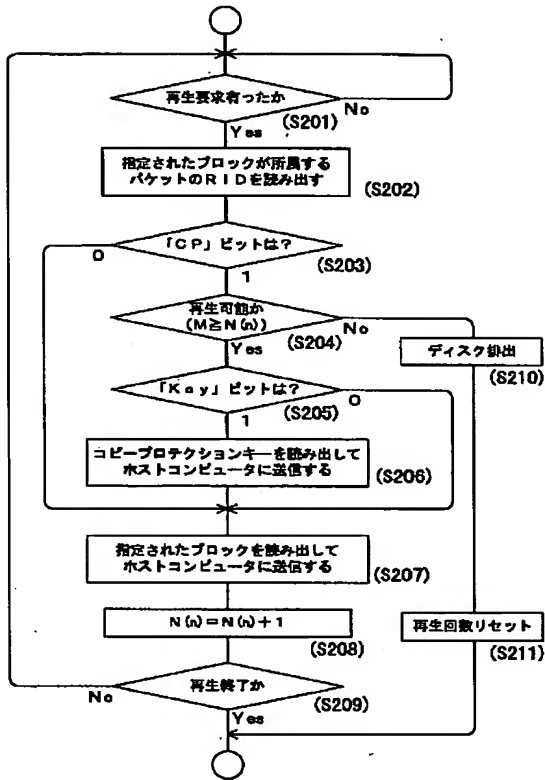 再生要求有ったか
No
(S201)
Yes
指定されたブロックが所属する
パケットのRIDを読み出す
(S202)
「CP」ビットは?
0
(S203)
1
再生可能か
(M≧N(n))
No
(S204)
Yes
ディスク排出
(S210)
「Key」ビットは?
0
(S205)
1
コピープロテクションキーを読み出して
ホストコンピュータに送信する
(S206)
指定されたブロックを読み出して
ホストコンピュータに送信する
(S207)
N(n)=N(n)+1
(S208)
再生回数リセット
(S211)
再生終了か
No
(S209)
Yes